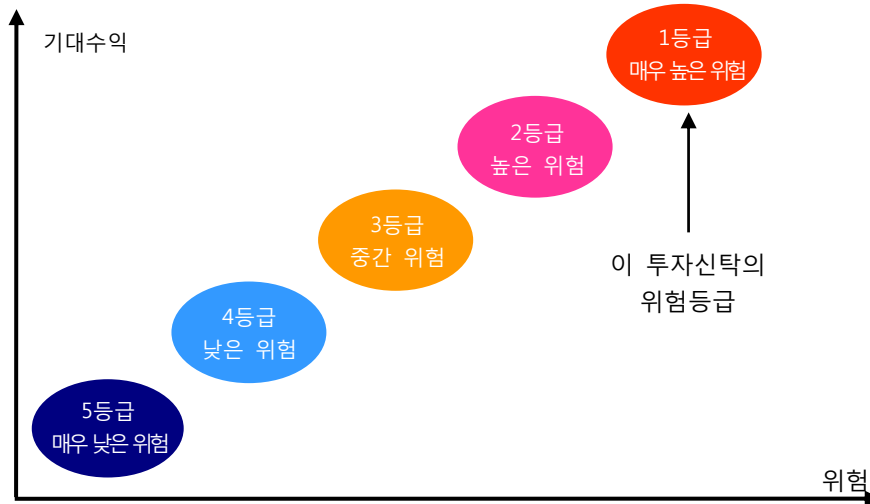 기대수익
1등급
매우 높은 위험
2등급
높은 위험
3등급
중간 위험
이 투자신탁의
위험등급
4등급
낮은 위험
5등급
매우 낮은 위험
위험